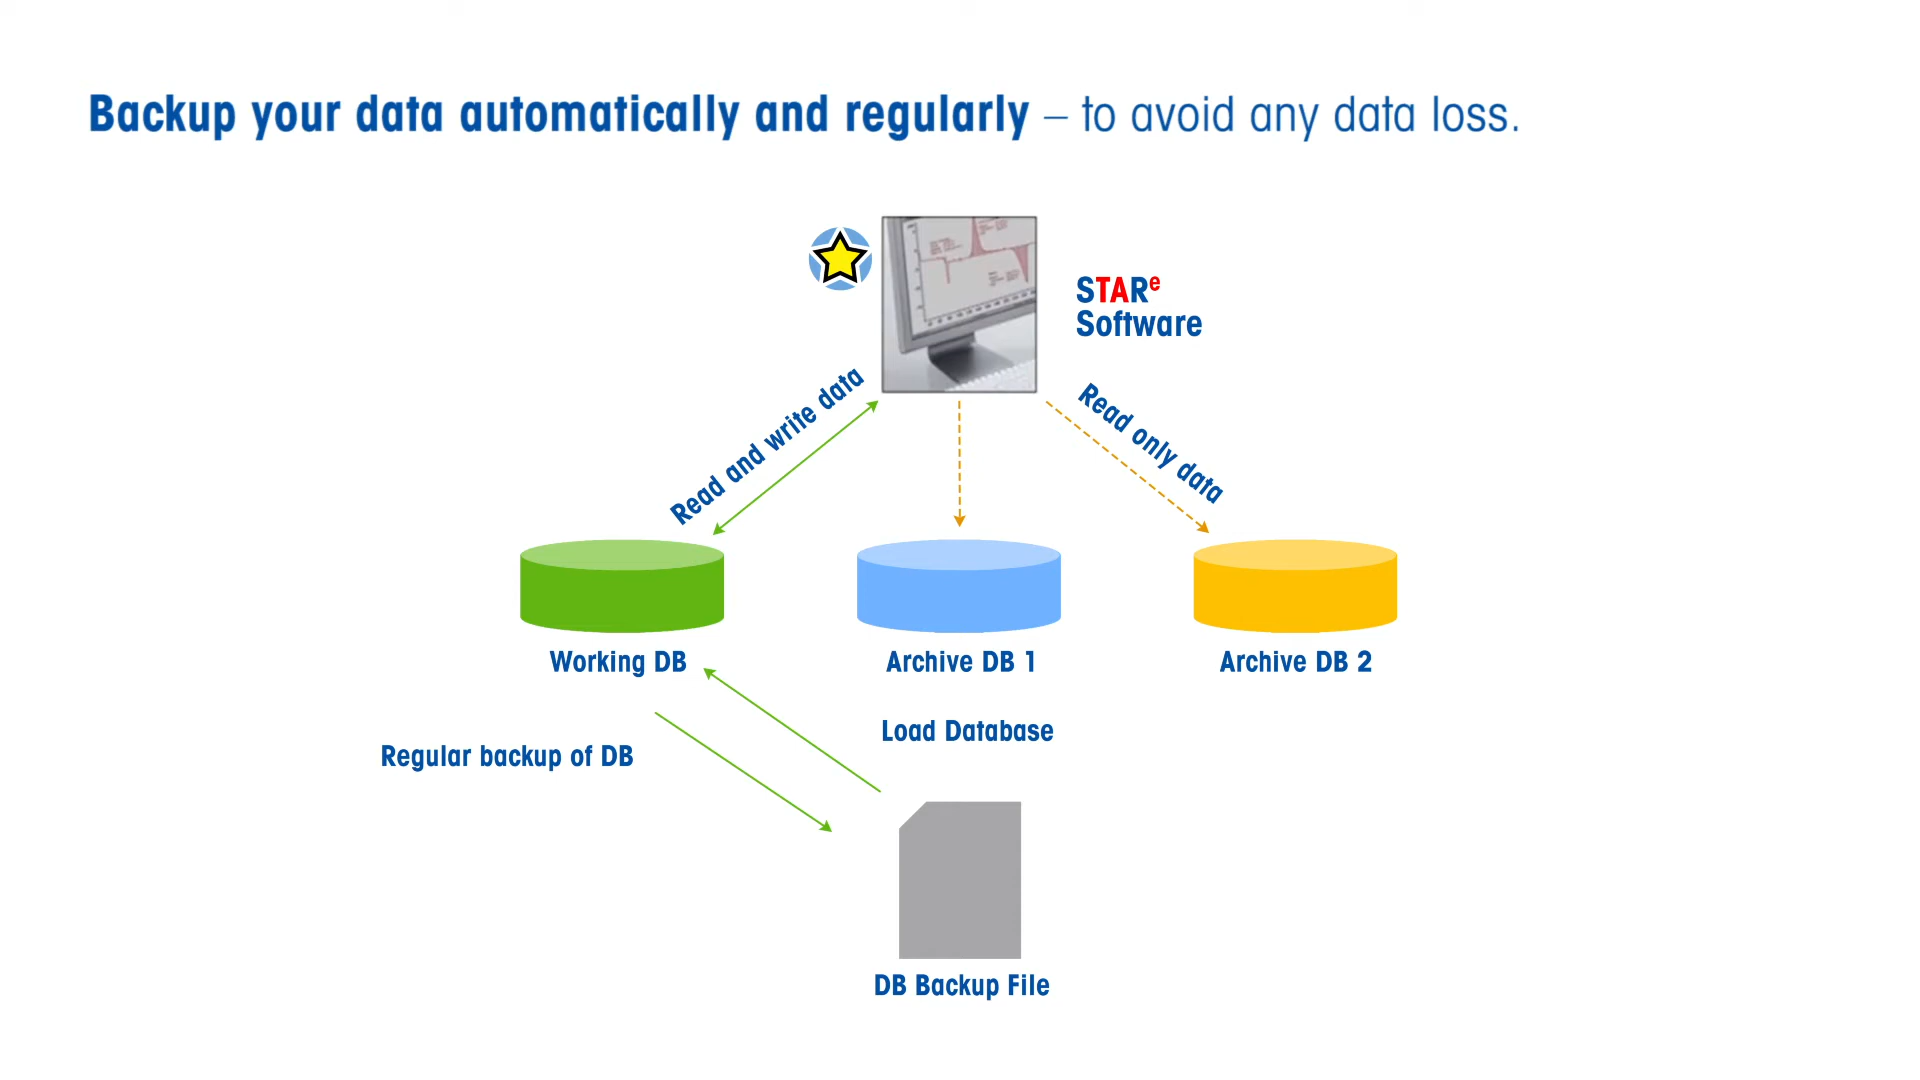 Backup your data automatically and regularly – to avoid any data loss.
STARe
Software
Read and write data
Read only data
Working DB
Archive DB 1
Archive DB 2
Load Database
Regular backup of DB
DB Backup File